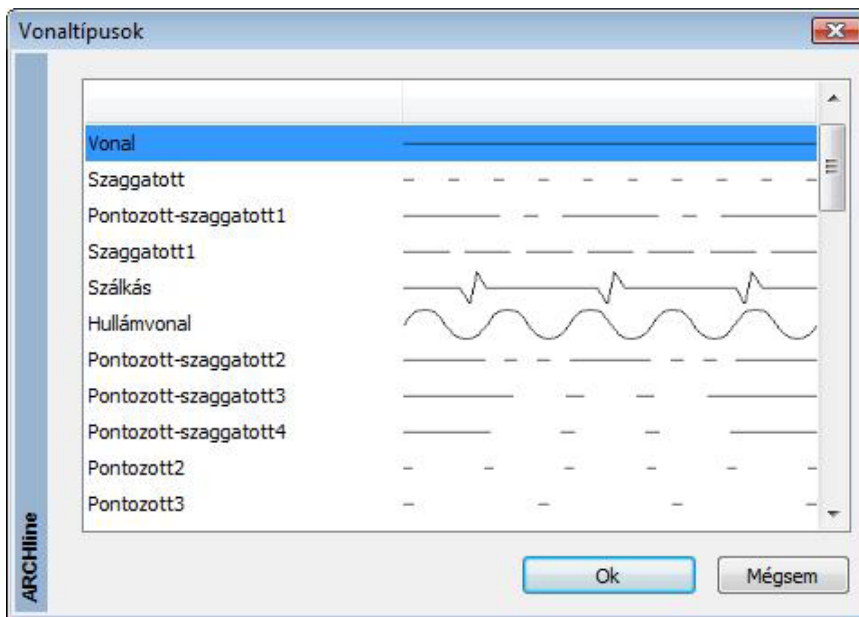 Vonaltípusok
Vonal
Szaggatott
Pontozott-szaggatott1
Szaggatott1
Szálkás
Hullámvonal
Pontozott-szaggatott2
Pontozott-szaggatott3
Pontozott-szaggatott4
Pontozott2
Pontozott3
ARCHline
Ok
Mégsem